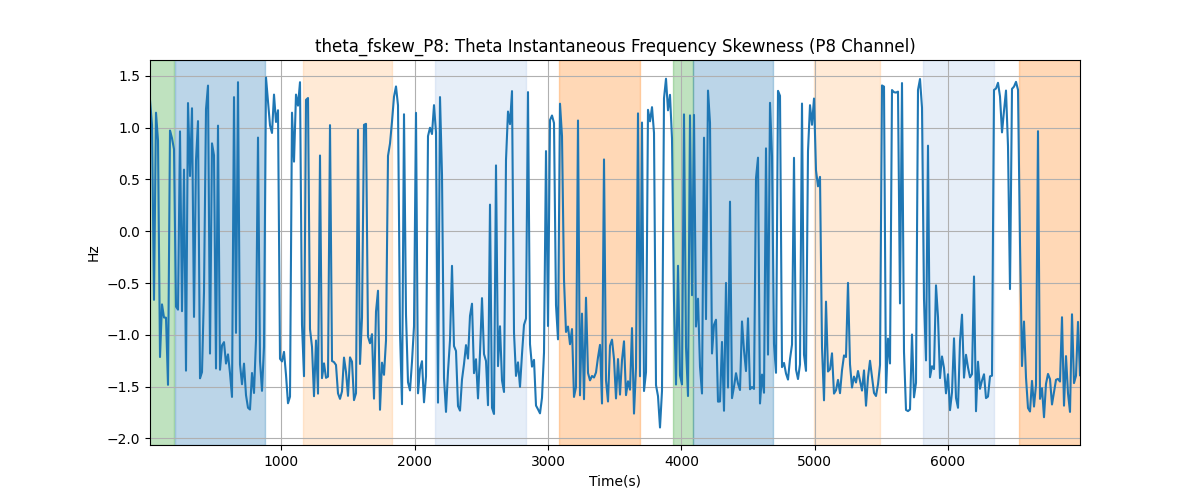 theta_fskew_P8: Theta Instantaneous Frequency Skewness (P8 Channel)
1.5
1.0
0.5
0.0
−0.5
−1.0
−1.5
−2.0
Hz
1000 2000 3000 4000 5000 6000
Time(s)